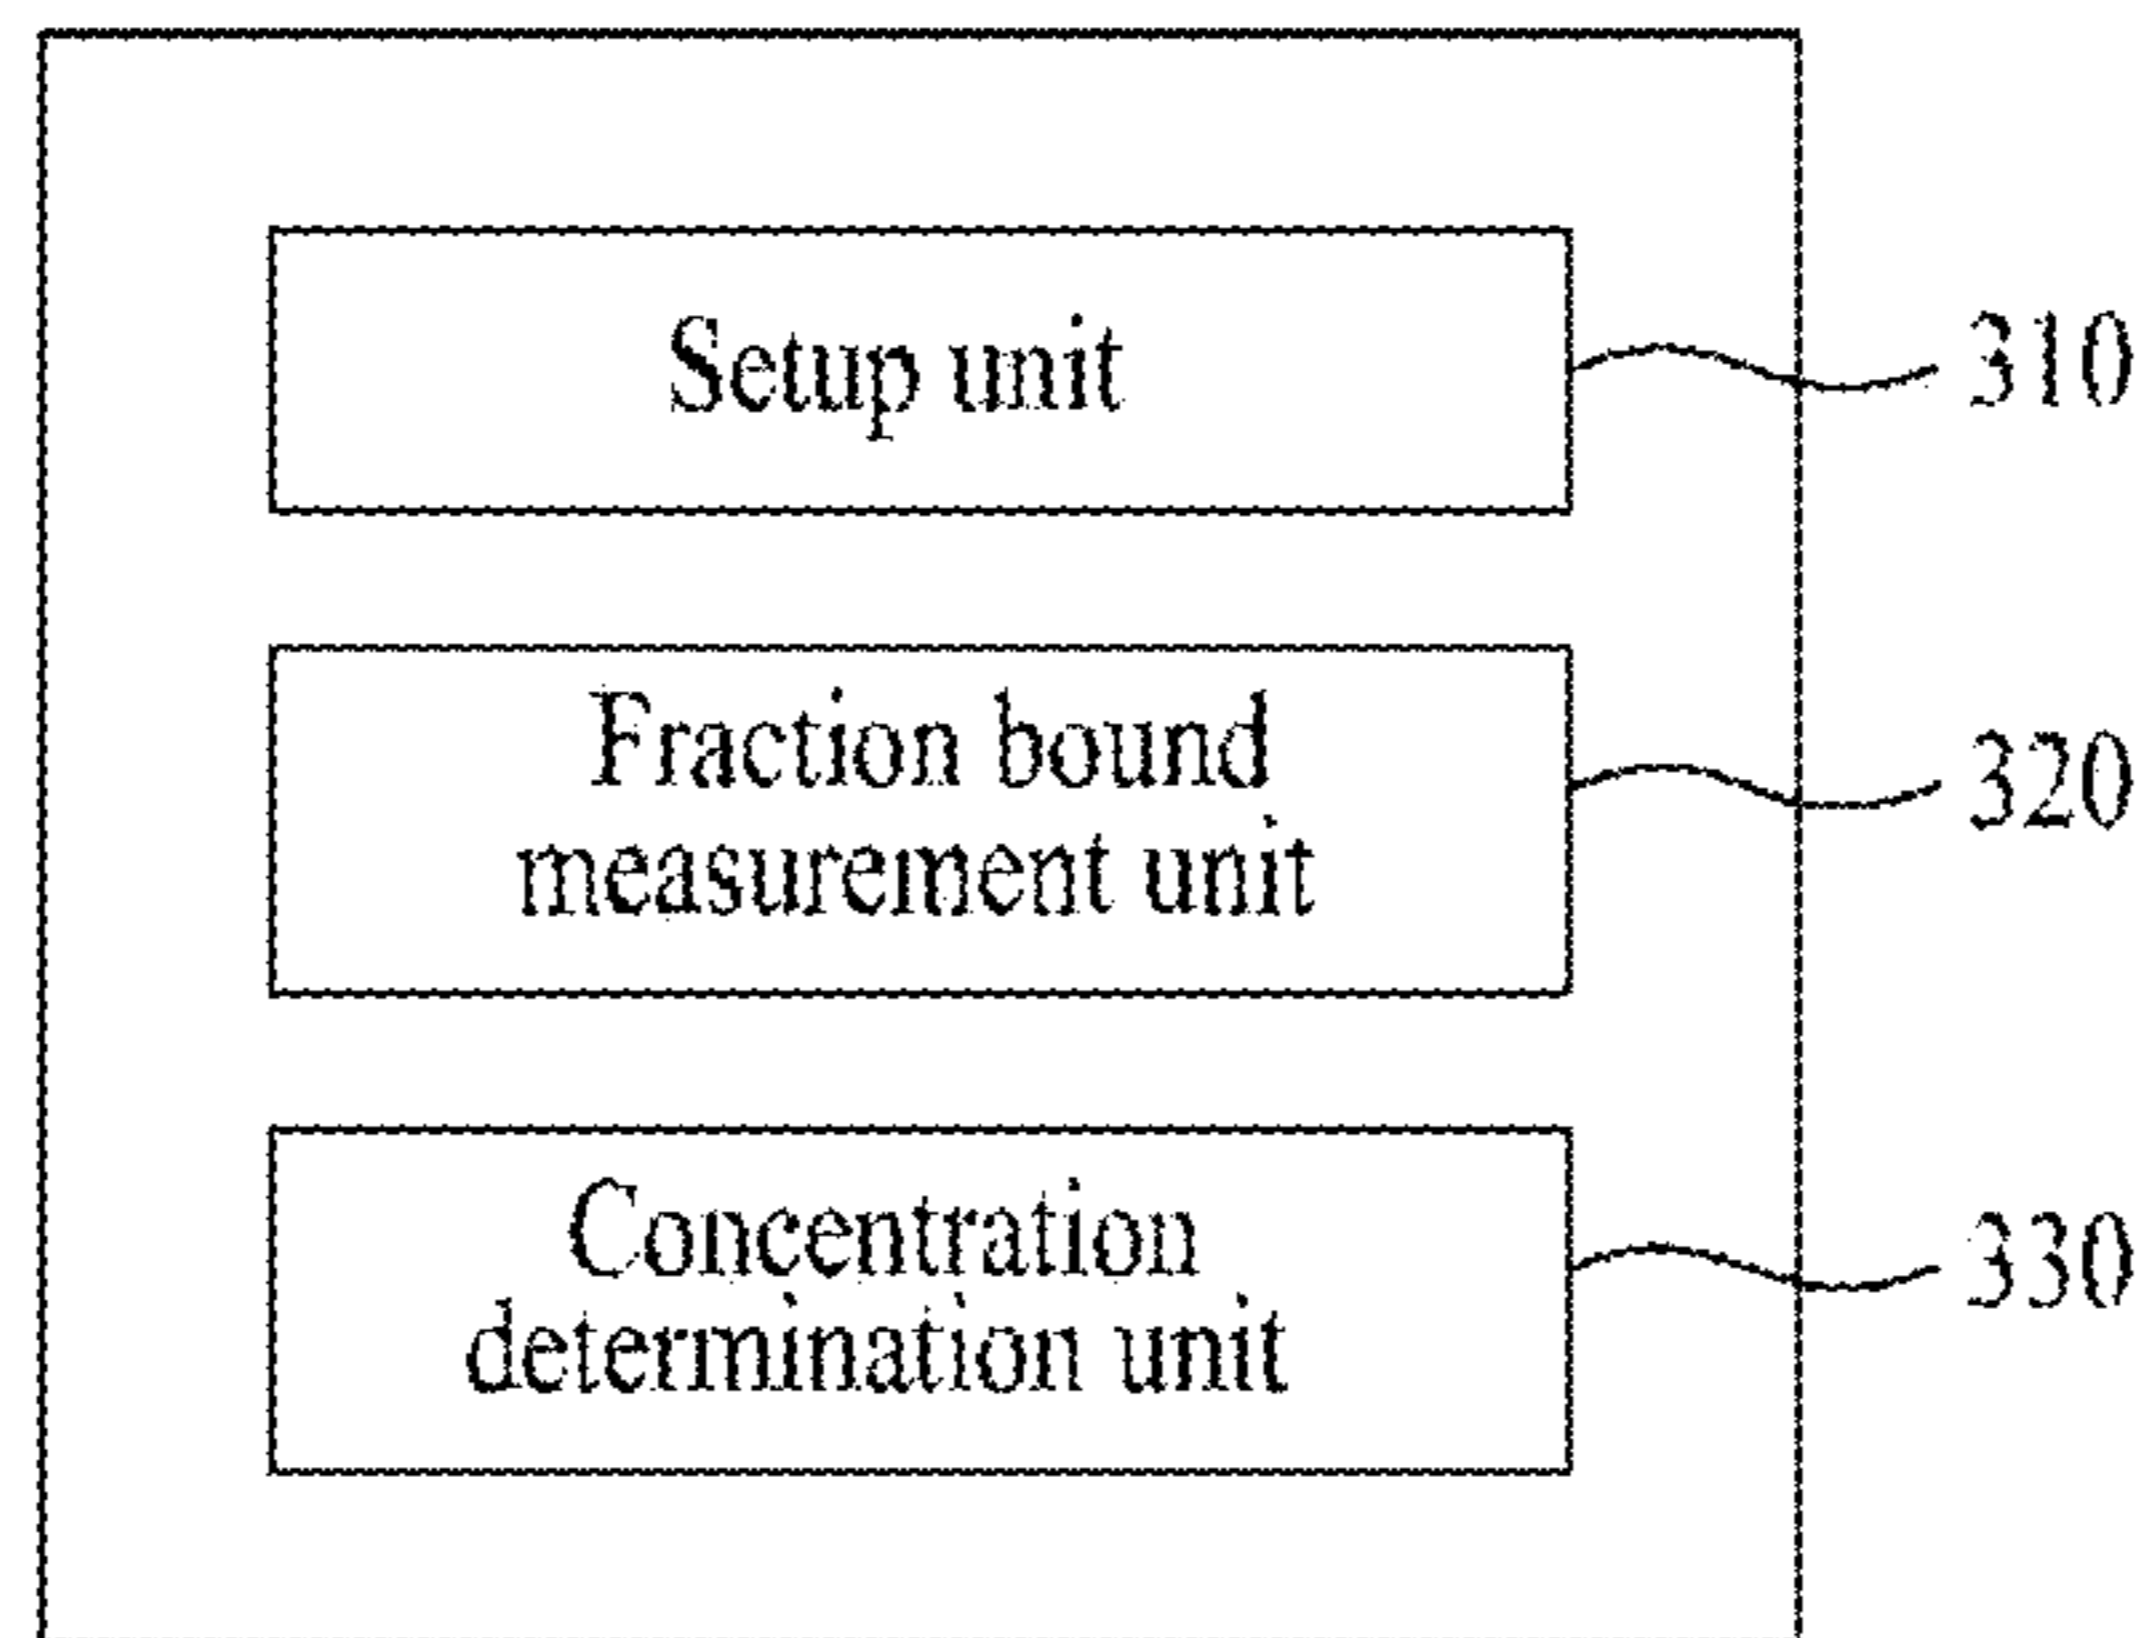 Setup unit
310
Fraction bound
measurement unit
320
Concentration
determination unit
330